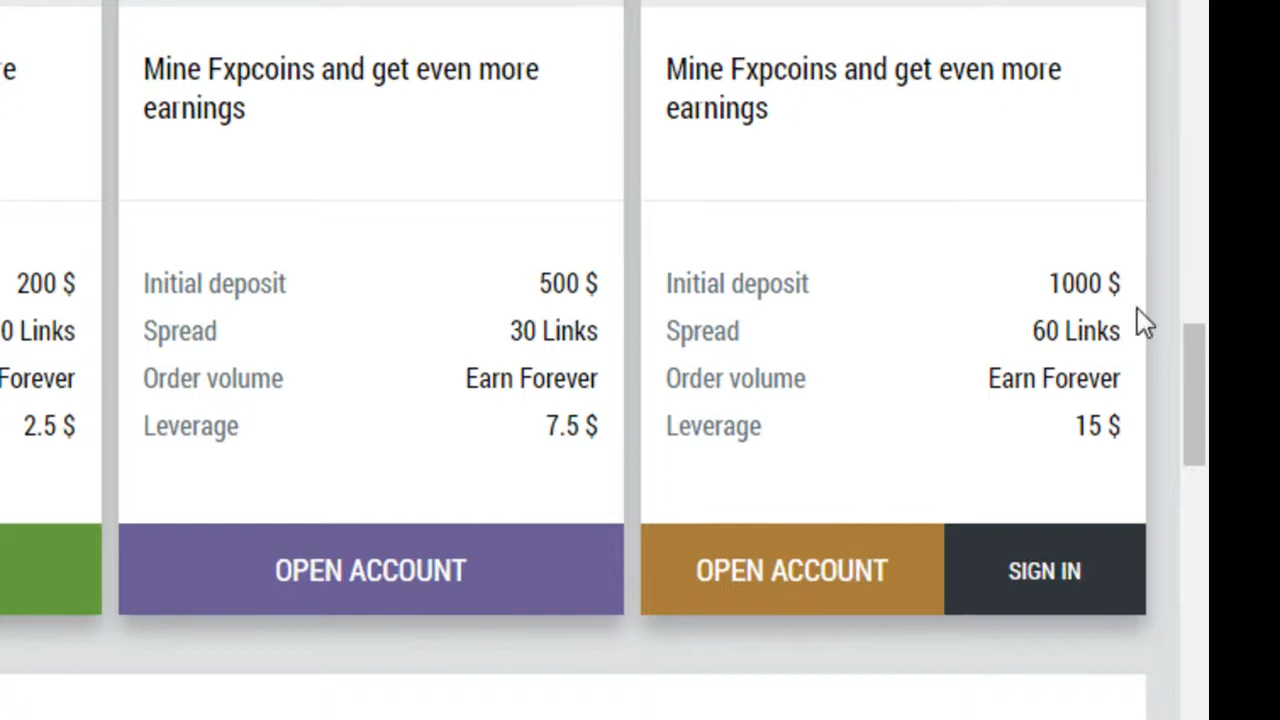 re
200 $
0 Links
Forever
2.5 $
Mine Fxpcoins and get even more
earnings
Initial deposit 500 $
Spread 30 Links
Order volume Earn Forever
Leverage 7.5 $
OPEN ACCOUNT
Mine Fxpcoins and get even more
earnings
Initial deposit 1000 $
Spread 60 Links
Order volume Earn Forever
Leverage 15 $
OPEN ACCOUNT SIGN IN